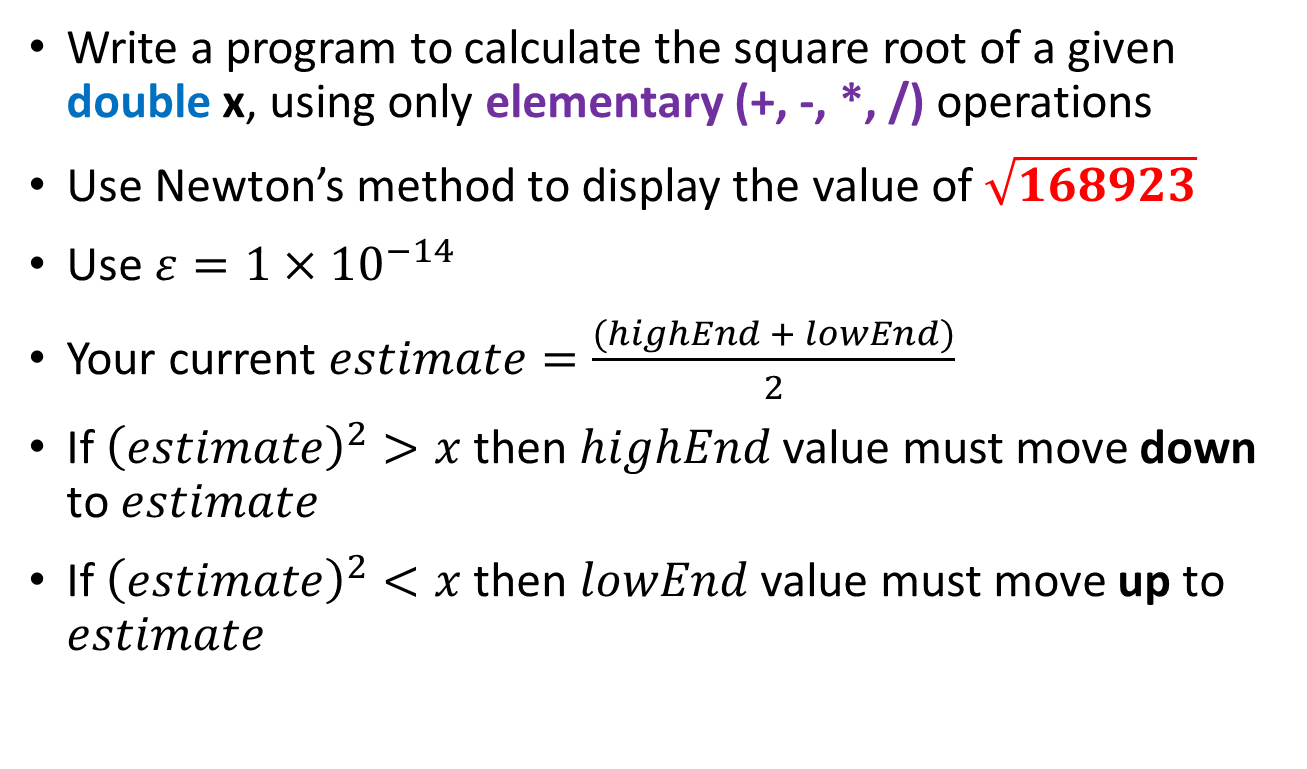 • Write a program to calculate the square root of a given
double x, using only elementary (+, -, *, /) operations
• Use Newton’s method to display the value of √168923
• Use ε = 1 × 10⁻¹⁴
• Your current estimate = (highEnd + lowEnd) / 2
• If (estimate)² > x then highEnd value must move down
to estimate
• If (estimate)² < x then lowEnd value must move up to
estimate